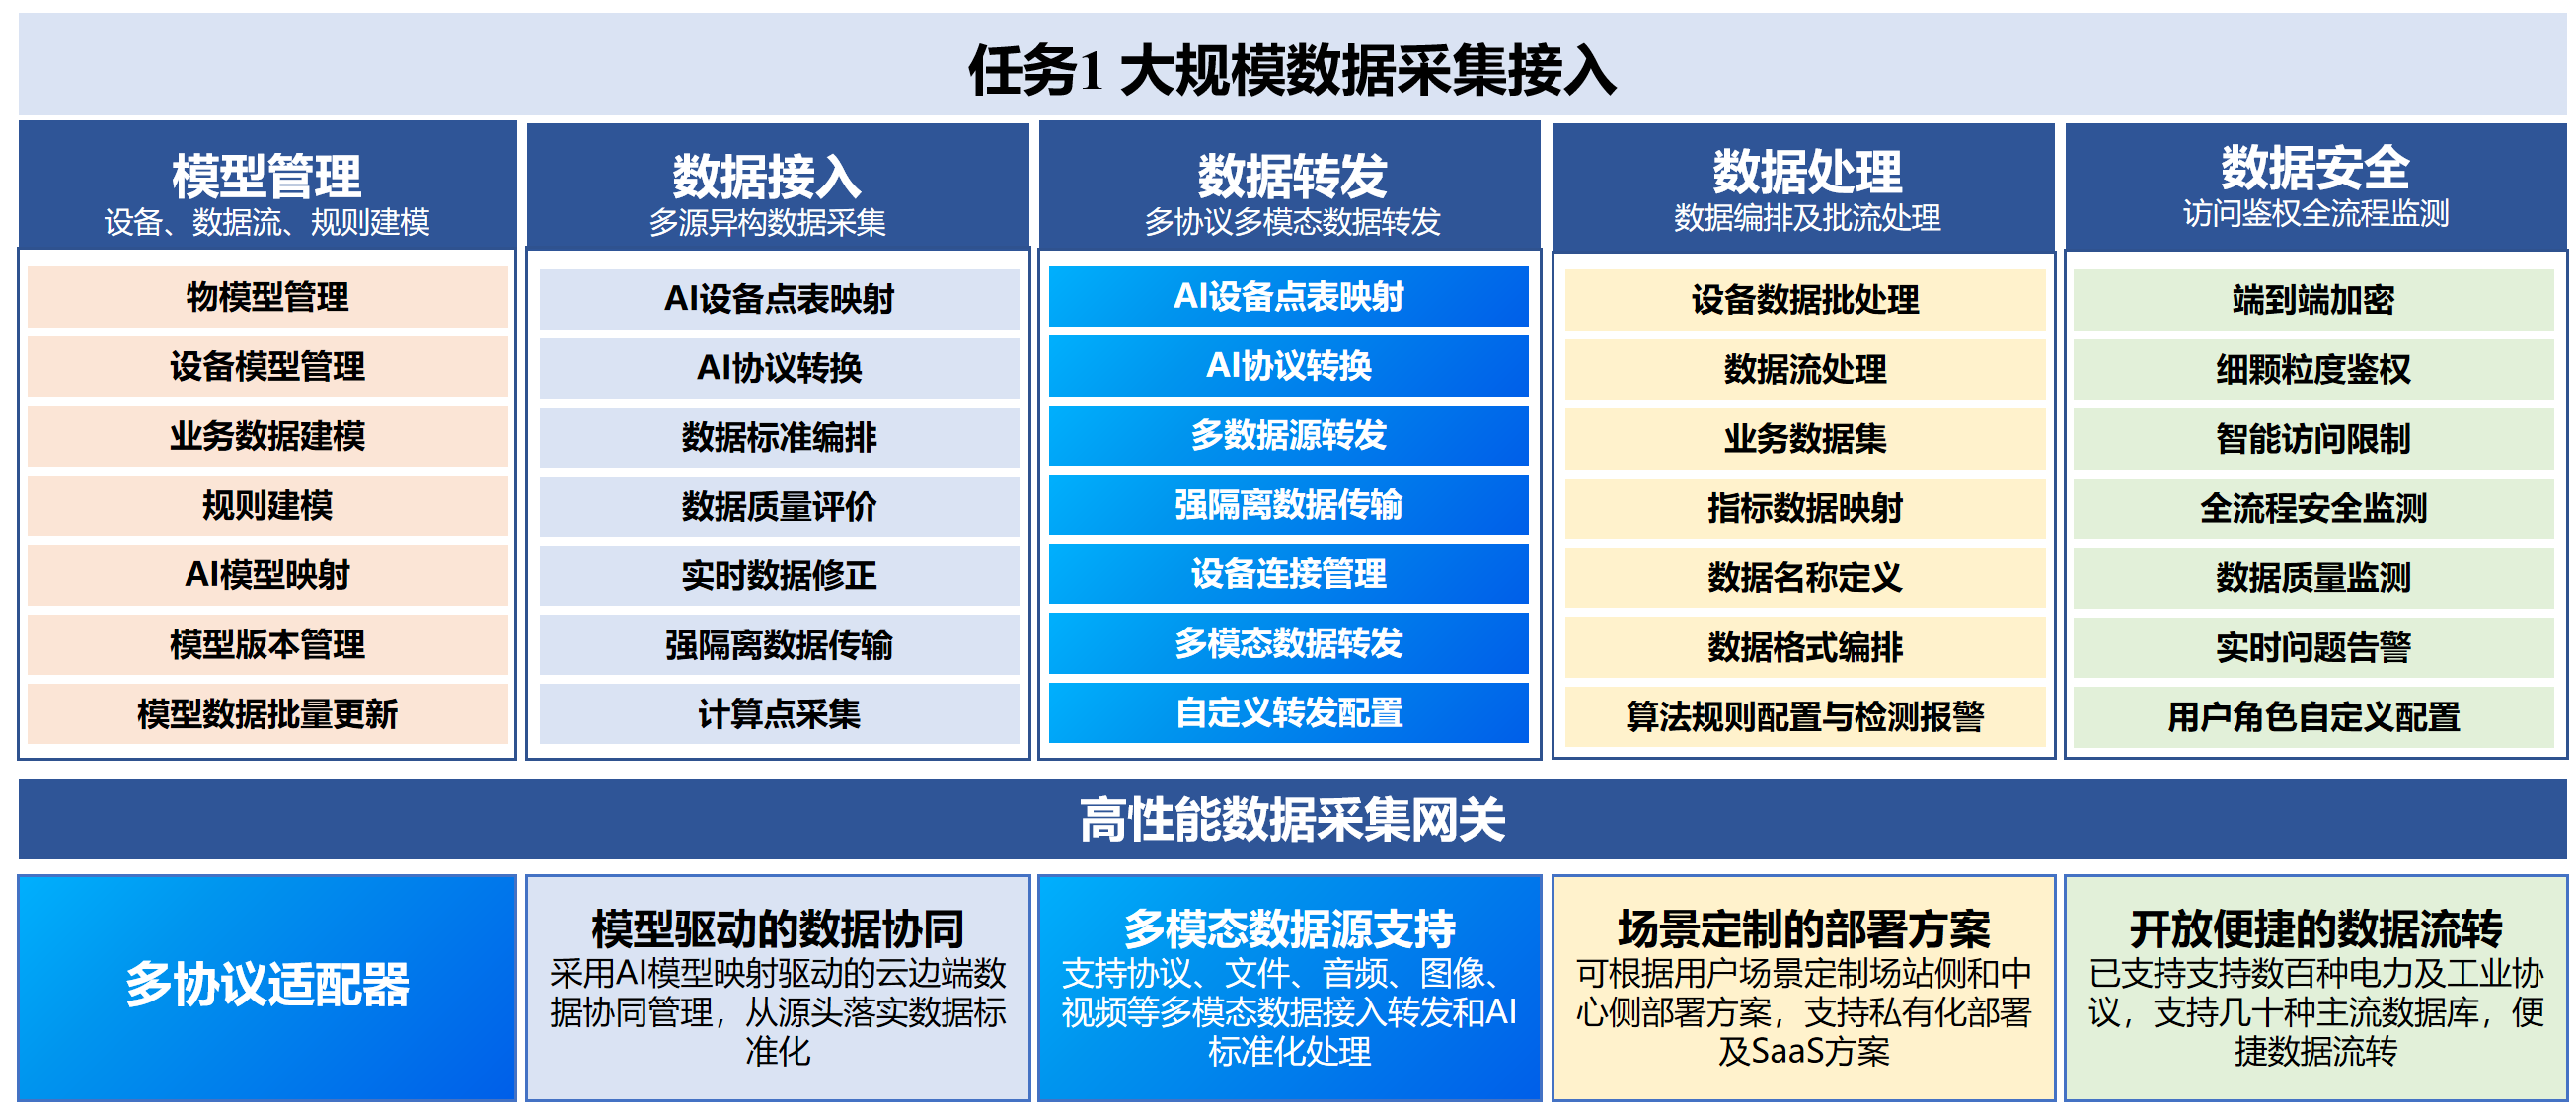 任务1 大规模数据采集接入
模型管理
设备、数据流、规则建模
物模型管理
设备模型管理
业务数据建模
规则建模
AI模型映射
模型版本管理
模型数据批量更新
数据接入
多源异构数据采集
AI设备点表映射
AI协议转换
数据标准编排
数据质量评价
实时数据修正
强隔离数据传输
计算点采集
数据转发
多协议多模态数据转发
AI设备点表映射
AI协议转换
多数据源转发
强隔离数据传输
设备连接管理
多模态数据转发
自定义转发配置
数据处理
数据编排及批流处理
设备数据批处理
数据流处理
业务数据集
指标数据映射
数据名称定义
数据格式编排
算法规则配置与检测报警
数据安全
访问鉴权全流程监测
端到端加密
细颗粒度鉴权
智能访问限制
全流程安全监测
数据质量监测
实时问题告警
用户角色自定义配置
高性能数据采集网关
多协议适配器
模型驱动的数据协同
采用AI模型映射驱动的云边端数
据协同管理，从源头落实数据标
准化
多模态数据源支持
支持协议、文件、音频、图像、
视频等多模态数据接入转发和AI
标准化处理
场景定制的部署方案
可根据用户场景定制场站侧和中
心侧部署方案，支持私有化部署
及SaaS方案
开放便捷的数据流转
已支持支持数百种电力及工业协
议，支持几十种主流数据库，便
捷数据流转